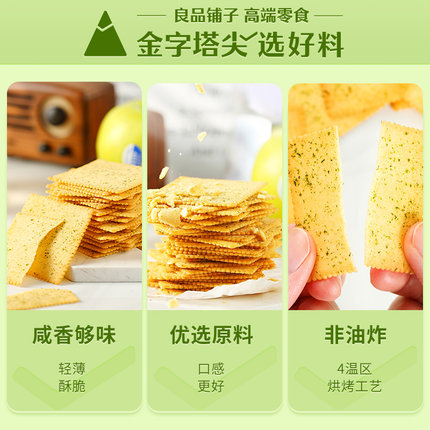 良品铺子 高端零食
金字塔尖 选好料
咸香够味
轻薄
酥脆
优选原料
口感
更好
非油炸
4温区
烘烤工艺